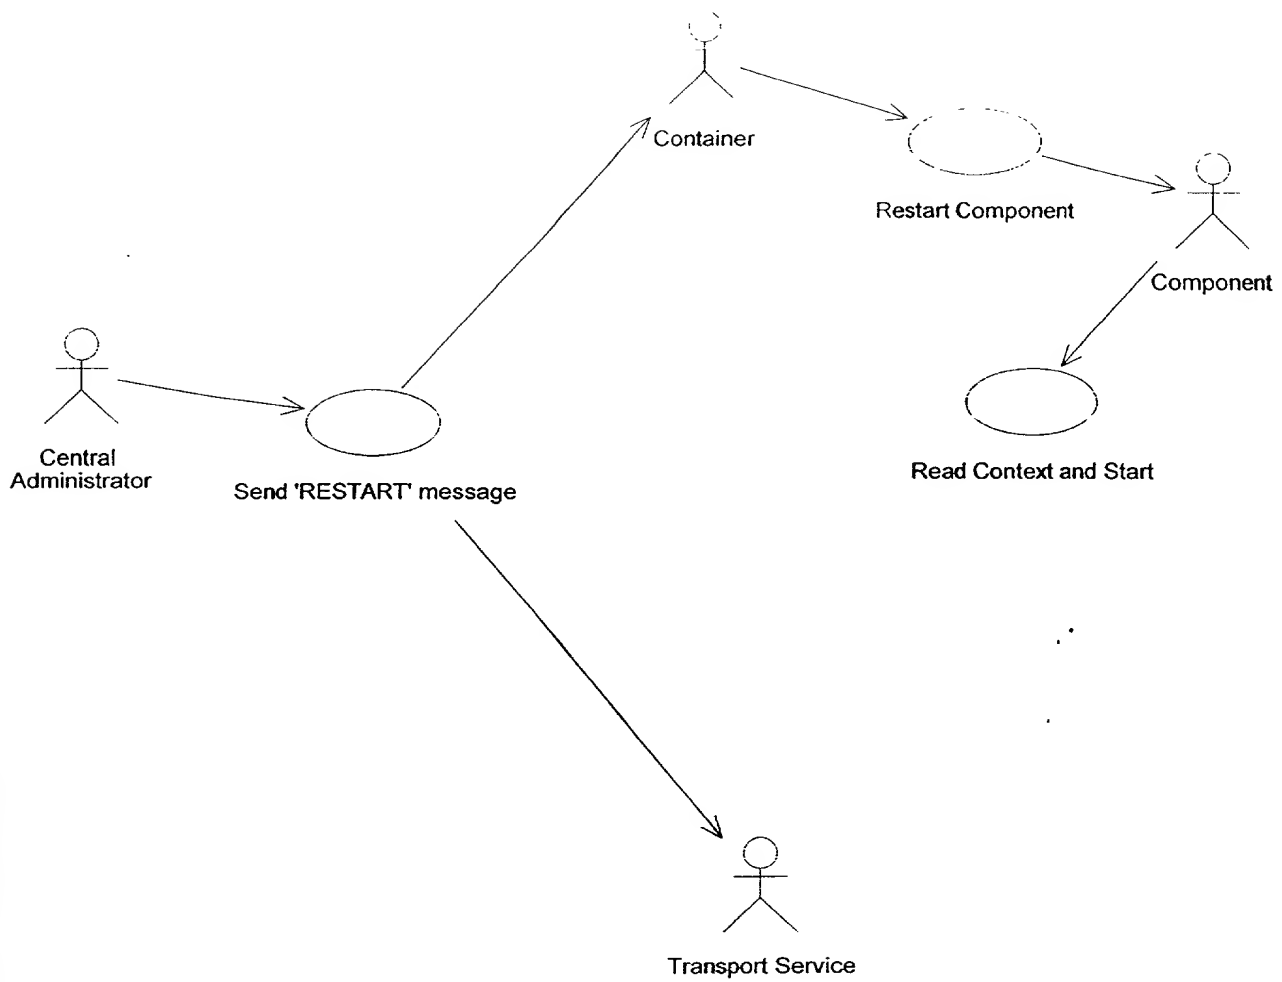 Container
Restart Component
Component
Central
Administrator
Read Context and Start
Send 'RESTART' message
Transport Service